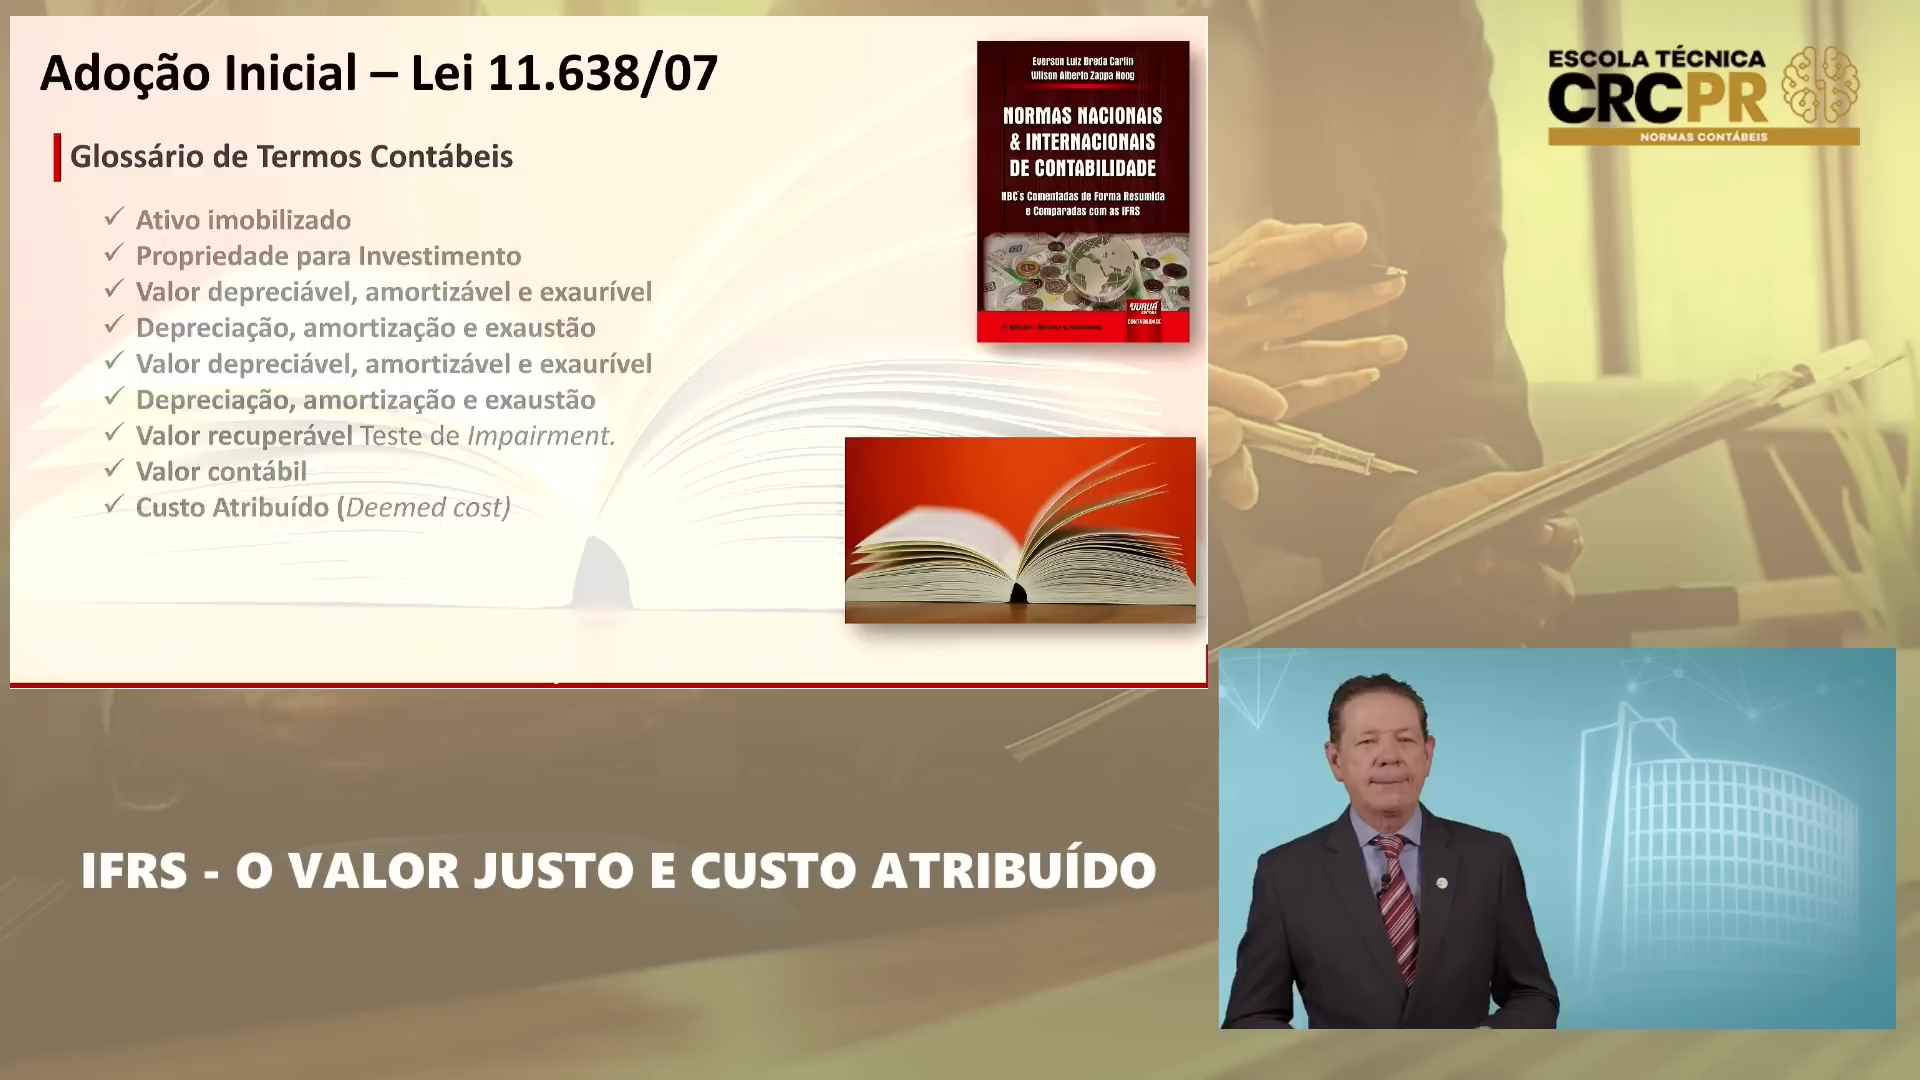 Adoção Inicial – Lei 11.638/07
Glossário de Termos Contábeis
✓ Ativo imobilizado
✓ Propriedade para Investimento
✓ Valor depreciável, amortizável e exaurível
✓ Depreciação, amortização e exaustão
✓ Valor depreciável, amortizável e exaurível
✓ Depreciação, amortização e exaustão
✓ Valor recuperável Teste de Impairment.
✓ Valor contábil
✓ Custo Atribuído (Deemed cost)
Everson Luiz Breda Carlin
Wilson Alberto Zappa Hoog
NORMAS NACIONAIS
& INTERNACIONAIS
DE CONTABILIDADE
NBC's Comentadas de Forma Resumida
e Comparadas com as IFRS
JURUÁ
EDITORA
CONTABILIDADE
ESCOLA TÉCNICA
CRCPR
NORMAS CONTÁBEIS
IFRS - O VALOR JUSTO E CUSTO ATRIBUÍDO